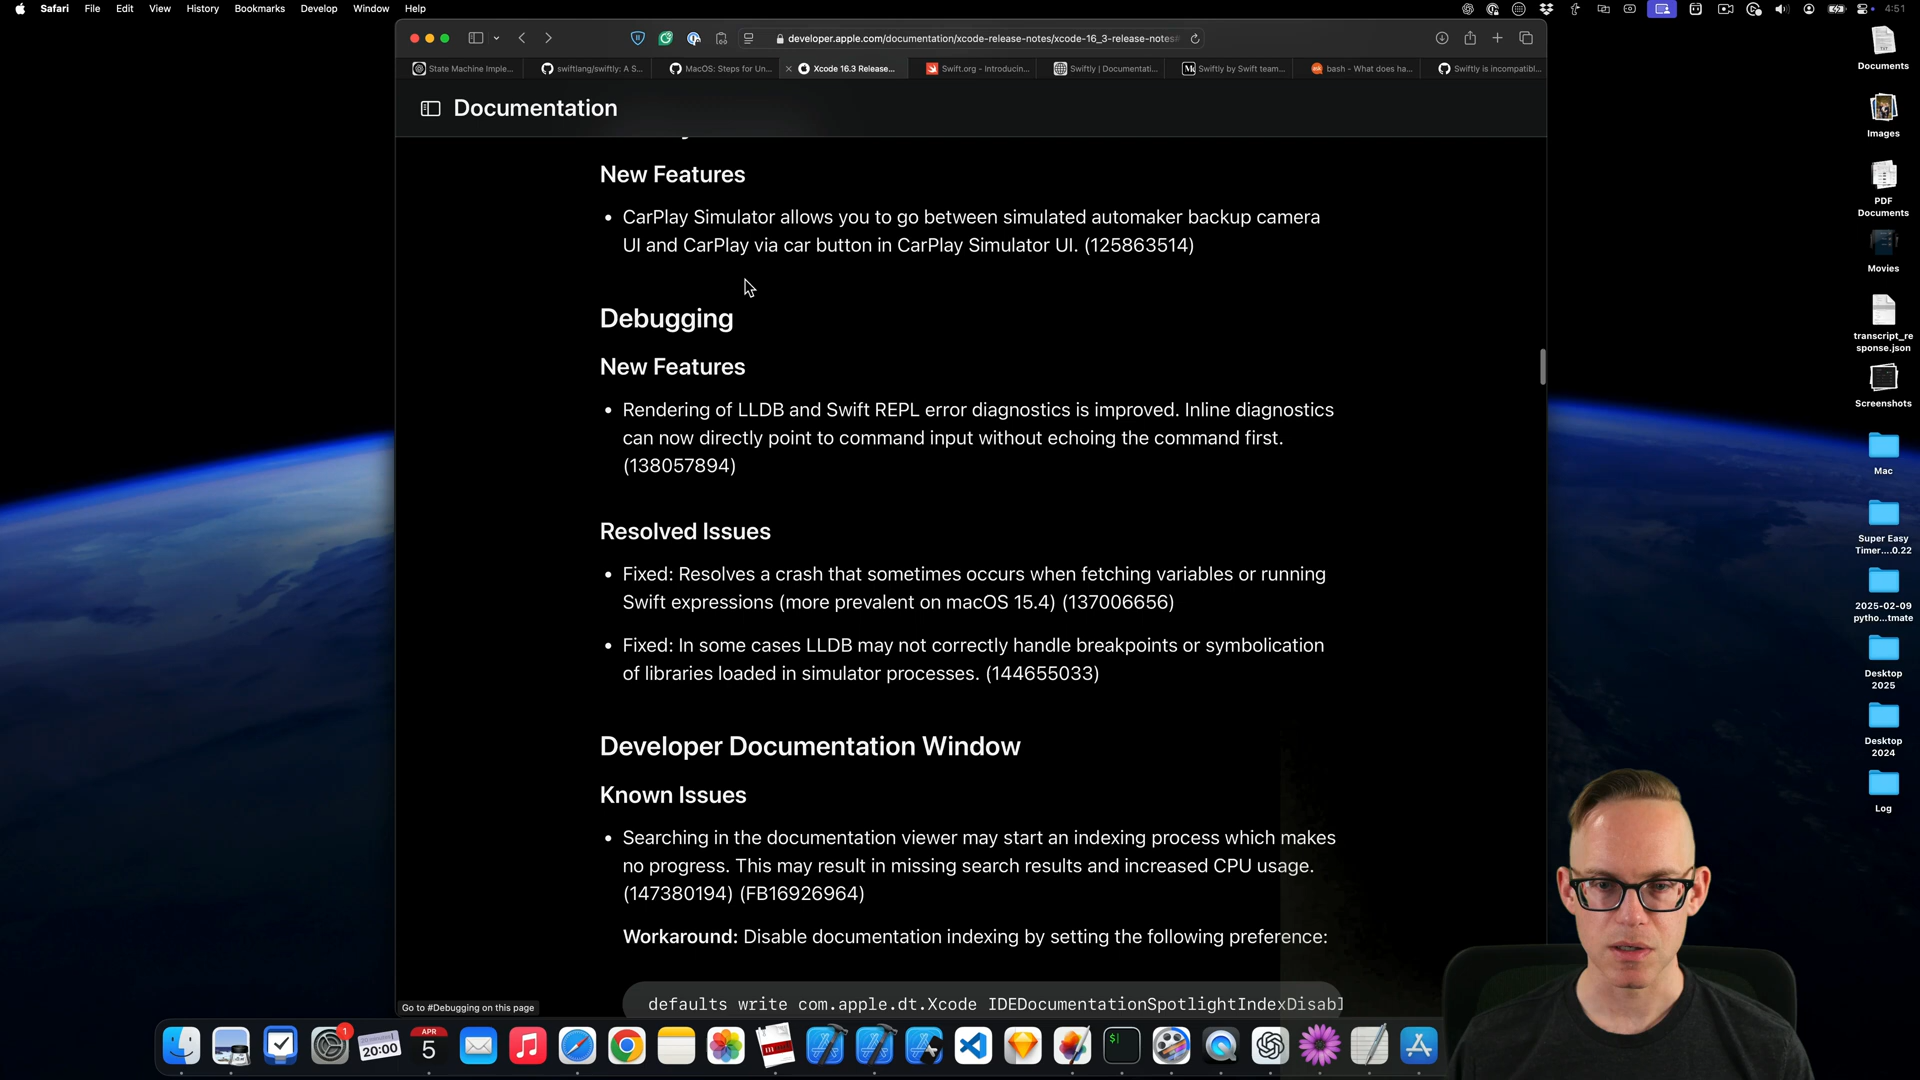 Safari File Edit View History Bookmarks Develop Window Help 4:51
developer.apple.com/documentation/xcode-release-notes/xcode-16_3-release-notes#
State Machine Imple...
swiftlang/swiftly: A S...
MacOS: Steps for Un...
Xcode 16.3 Release...
Swift.org - Introducin...
Swiftly | Documentati...
Swiftly by Swift team...
bash - What does ha...
Swiftly is incompatibl...
Documentation
New Features
• CarPlay Simulator allows you to go between simulated automaker backup camera
UI and CarPlay via car button in CarPlay Simulator UI. (125863514)
Debugging
New Features
• Rendering of LLDB and Swift REPL error diagnostics is improved. Inline diagnostics
can now directly point to command input without echoing the command first.
(138057894)
Resolved Issues
• Fixed: Resolves a crash that sometimes occurs when fetching variables or running
Swift expressions (more prevalent on macOS 15.4) (137006656)
• Fixed: In some cases LLDB may not correctly handle breakpoints or symbolication
of libraries loaded in simulator processes. (144655033)
Developer Documentation Window
Known Issues
• Searching in the documentation viewer may start an indexing process which makes
no progress. This may result in missing search results and increased CPU usage.
(147380194) (FB16926964)
Workaround: Disable documentation indexing by setting the following preference:
defaults write com.apple.dt.Xcode IDEDocumentationSpotlightIndexDisabl
Go to #Debugging on this page
Documents
Images
PDF
Documents
Movies
transcript_re
sponse.json
Screenshots
Mac
Super Easy
Timer....0.22
2025-02-09
pytho...tmate
Desktop
2025
Desktop
2024
Log
1
20:00
APR
5
$